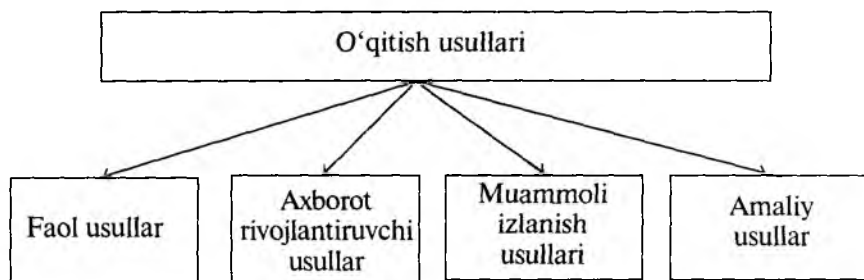 O‘qitish usullari
Faol usullar
Axborot
rivojlantiruvchi
usullar
Muammoli
izlanish
usullari
Amaliy
usullar